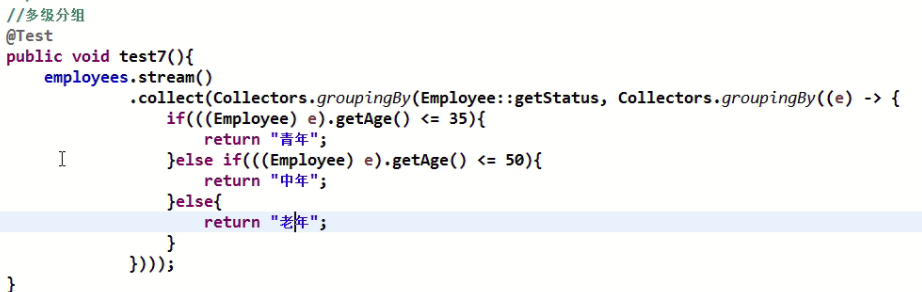 //多级分组
@Test
public void test7(){
    employees.stream()
            .collect(Collectors.groupingBy(Employee::getStatus, Collectors.groupingBy((e) -> {
                if(((Employee) e).getAge() <= 35){
                    return "青年";
                }else if(((Employee) e).getAge() <= 50){
                    return "中年";
                }else{
                    return "老年";
                }
            })));
}